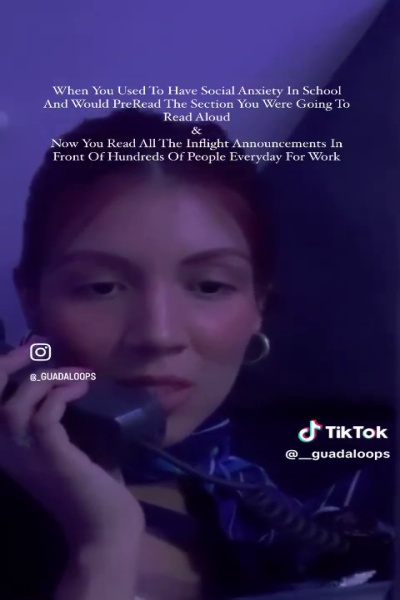 When You Used To Have Social Anxiety In School
And Would PreRead The Section You Were Going To
Read Aloud
&
Now You Read All The Inflight Announcements In
Front Of Hundreds Of People Everyday For Work
@_GUADALOOPS
TikTok
@__guadaloops